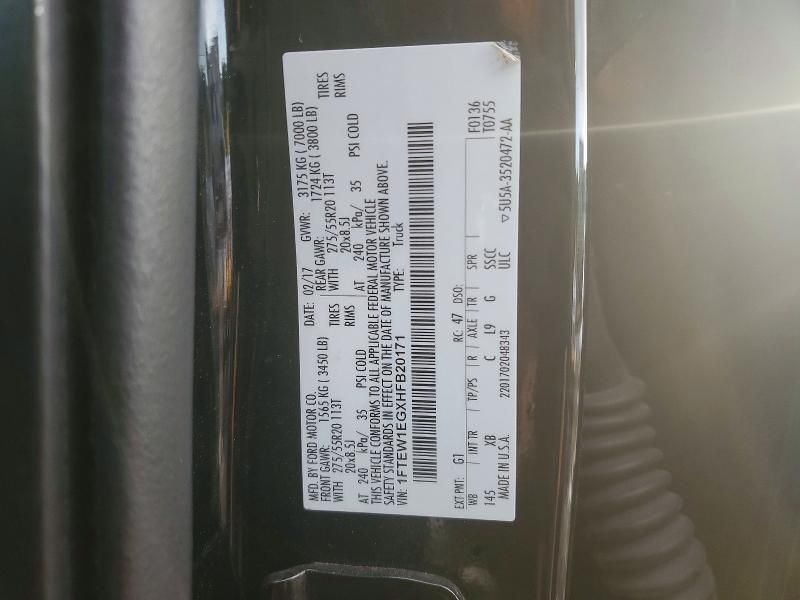 MFD. BY FORD MOTOR CO.
DATE: 02/17 GVWR: 3175 KG ( 7000 LB)
FRONT GAWR: REAR GAWR:
1565 KG ( 3450 LB) 1724 KG ( 3800 LB)
WITH 275/55R20 113T TIRES WITH 275/55R20 113T TIRES
20x8.5J RIMS 20x8.5J RIMS
AT 240 kPa/ 35 PSI COLD AT 240 kPa/ 35 PSI COLD
THIS VEHICLE CONFORMS TO ALL APPLICABLE FEDERAL MOTOR VEHICLE
SAFETY STANDARDS IN EFFECT ON THE DATE OF MANUFACTURE SHOWN ABOVE.
VIN: 1FTEW1EGXHFB20171 TYPE: Truck
EXT PNT: G1 RC: 47 DSO: F0136
T0755
WB INT TR TP/PS R AXLE TR SPR
145 XB C L9 G SSCC
ULC
MADE IN U.S.A. 2201702048343 ▽5U5A-3520472-AA